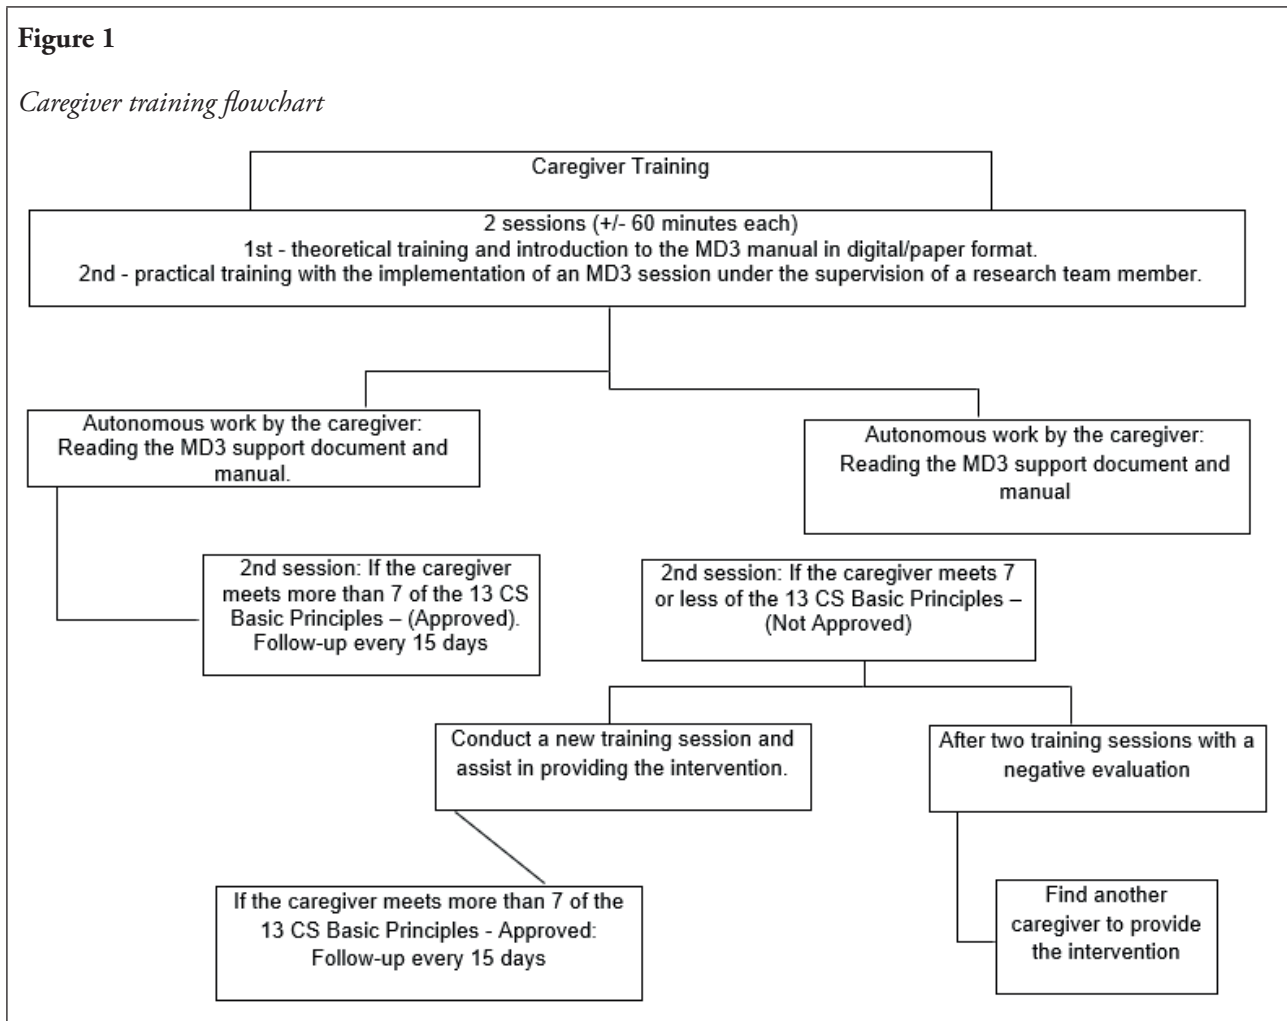 Figure 1
Caregiver training flowchart
Caregiver Training
2 sessions (+/- 60 minutes each)
1st - theoretical training and introduction to the MD3 manual in digital/paper format.
2nd - practical training with the implementation of an MD3 session under the supervision of a research team member.
Autonomous work by the caregiver:
Reading the MD3 support document and
manual.
Autonomous work by the caregiver:
Reading the MD3 support document and
manual
2nd session: If the caregiver
meets more than 7 of the 13 CS
Basic Principles – (Approved).
Follow-up every 15 days
2nd session: If the caregiver meets 7
or less of the 13 CS Basic Principles –
(Not Approved)
Conduct a new training session and
assist in providing the intervention.
After two training sessions with a
negative evaluation
If the caregiver meets more than 7 of the
13 CS Basic Principles - Approved:
Follow-up every 15 days
Find another
caregiver to provide
the intervention